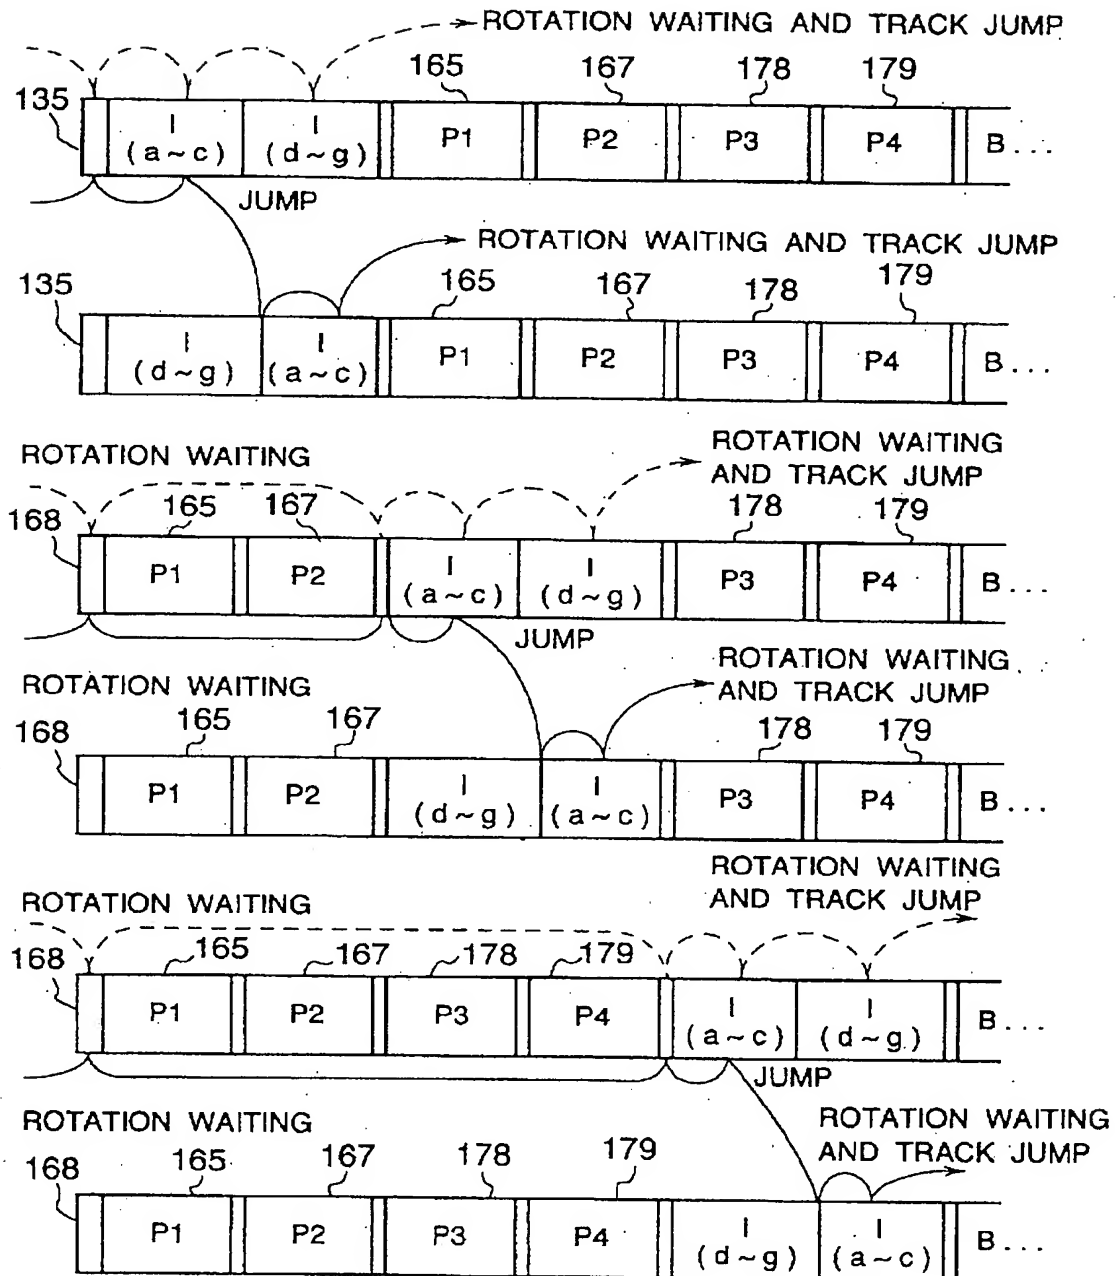 ROTATION WAITING AND TRACK JUMP
165 167 178 179
135
I (a~c) I (d~g) P1 P2 P3 P4 B...
JUMP
ROTATION WAITING AND TRACK JUMP
135 165 167 178 179
I (d~g) I (a~c) P1 P2 P3 P4 B...
ROTATION WAITING
ROTATION WAITING
AND TRACK JUMP
168 165 167 178 179
P1 P2 I (a~c) I (d~g) P3 P4 B...
JUMP
ROTATION WAITING
ROTATION WAITING
AND TRACK JUMP
168 165 167 178 179
P1 P2 I (d~g) I (a~c) P3 P4 B...
ROTATION WAITING
ROTATION WAITING
AND TRACK JUMP
168 165 167 178 179
P1 P2 P3 P4 I (a~c) I (d~g) B...
JUMP
ROTATION WAITING
ROTATION WAITING
AND TRACK JUMP
168 165 167 178 179
P1 P2 P3 P4 I (d~g) I (a~c) B...